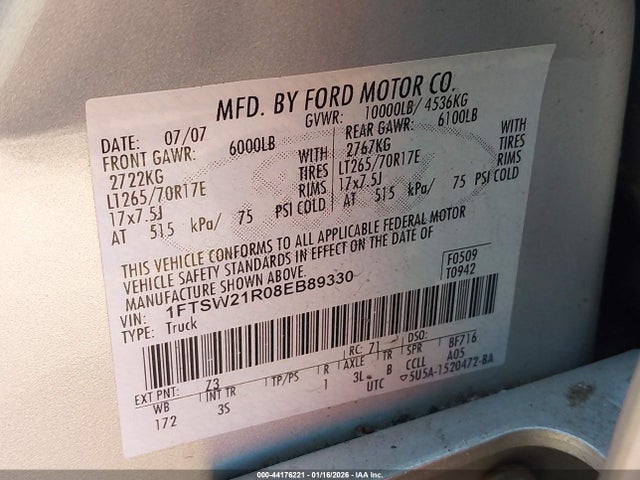 MFD. BY FORD MOTOR CO.
DATE: 07/07 GVWR: 10000LB/ 4536KG
FRONT GAWR: 6000LB REAR GAWR: 6100LB
2722KG WITH 2767KG WITH
LT265/70R17E TIRES LT265/70R17E TIRES
17x7.5J RIMS 17x7.5J RIMS
AT 515 kPa/ 75 PSI COLD AT 515 kPa/ 75 PSI COLD
THIS VEHICLE CONFORMS TO ALL APPLICABLE FEDERAL MOTOR
VEHICLE SAFETY STANDARDS IN EFFECT ON THE DATE OF
MANUFACTURE SHOWN ABOVE.
VIN: 1FTSW21R08EB89330
TYPE: Truck
F0509
T0942
EXT PNT: 73 RC: 71 DSO:
WB INT TR TP/PS R AXLE TR SPR BF716
172 3S 1 3L B CCLL A05
UTC 5U5A-1520472-BA
000-44176221 - 01/16/2026 - IAA Inc.